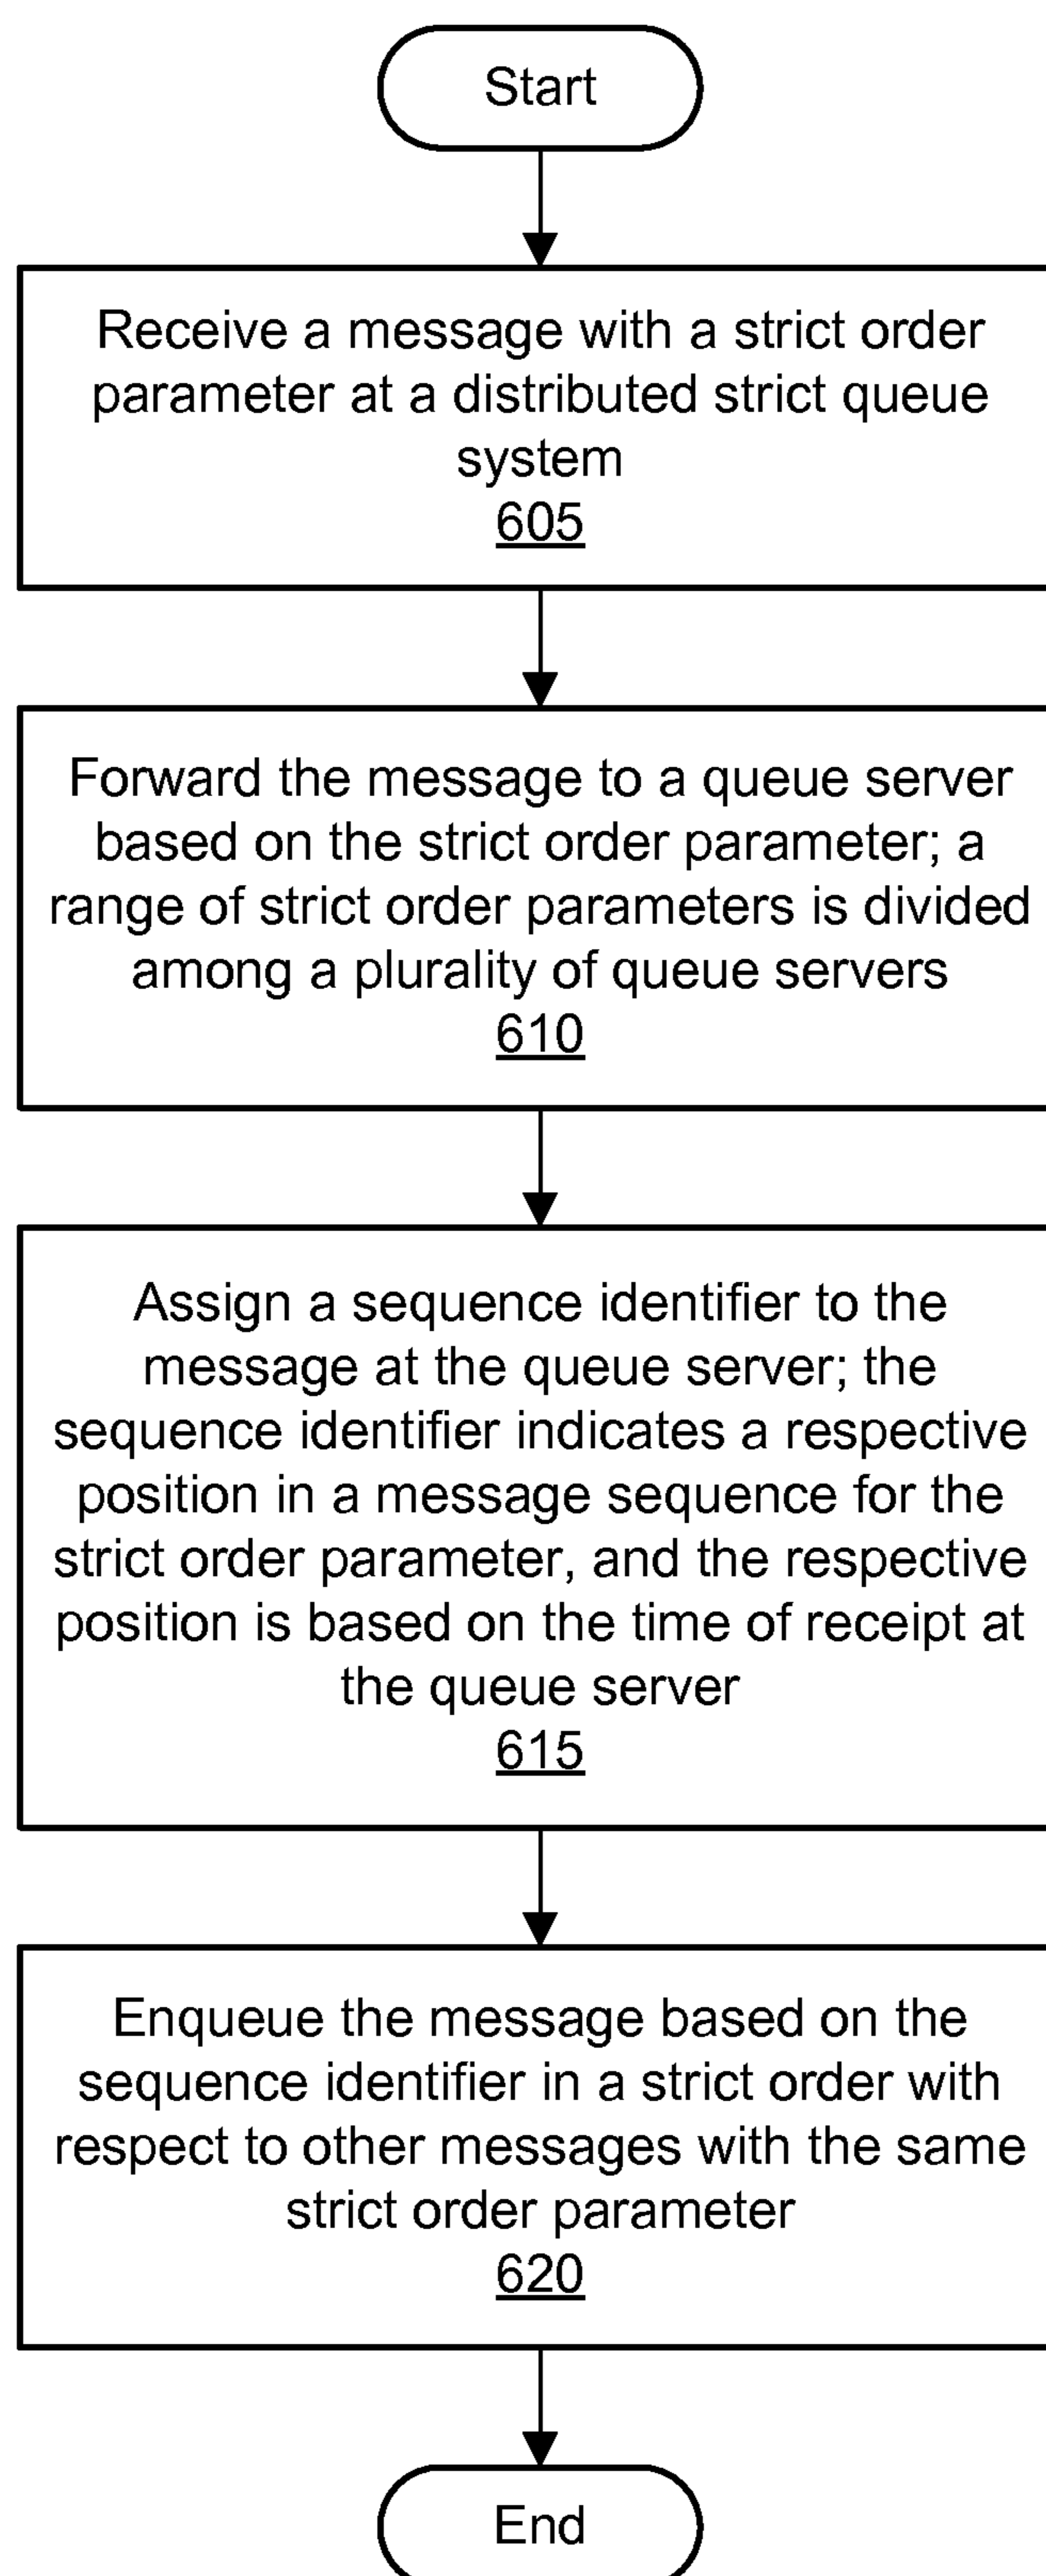 Start
Receive a message with a strict order
parameter at a distributed strict queue
system
605
Forward the message to a queue server
based on the strict order parameter; a
range of strict order parameters is divided
among a plurality of queue servers
610
Assign a sequence identifier to the
message at the queue server; the
sequence identifier indicates a respective
position in a message sequence for the
strict order parameter, and the respective
position is based on the time of receipt at
the queue server
615
Enqueue the message based on the
sequence identifier in a strict order with
respect to other messages with the same
strict order parameter
620
End